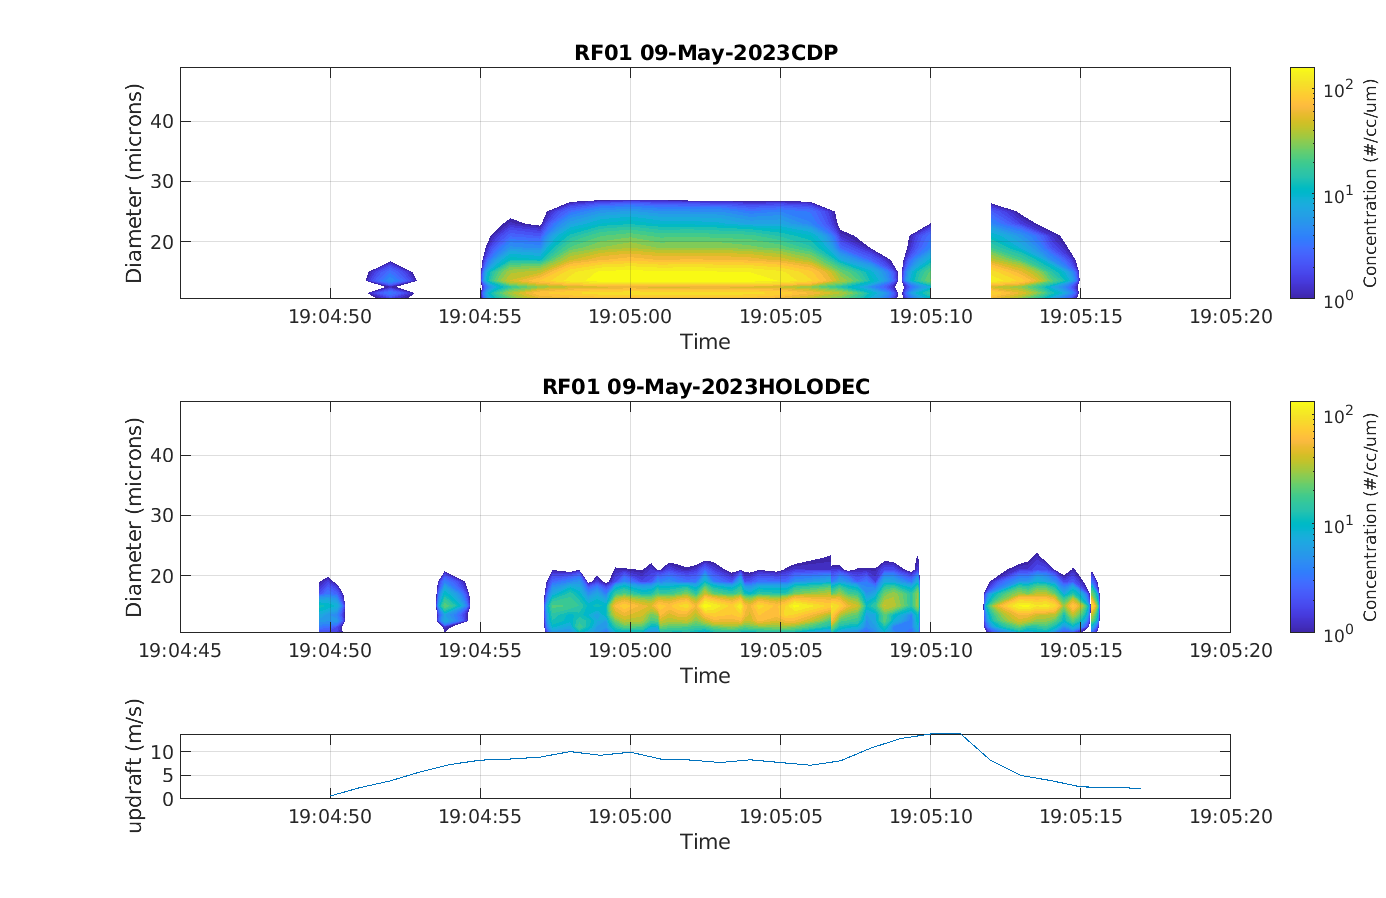 RF01 09-May-2023CDP
Diameter (microns)
40
30
20
19:04:50 19:04:55 19:05:00 19:05:05 19:05:10 19:05:15 19:05:20
Time
10^2
10^1
10^0
Concentration (#/cc/um)
RF01 09-May-2023HOLODEC
Diameter (microns)
40
30
20
19:04:45 19:04:50 19:04:55 19:05:00 19:05:05 19:05:10 19:05:15 19:05:20
Time
10^2
10^1
10^0
Concentration (#/cc/um)
updraft (m/s)
10
5
0
19:04:50 19:04:55 19:05:00 19:05:05 19:05:10 19:05:15 19:05:20
Time